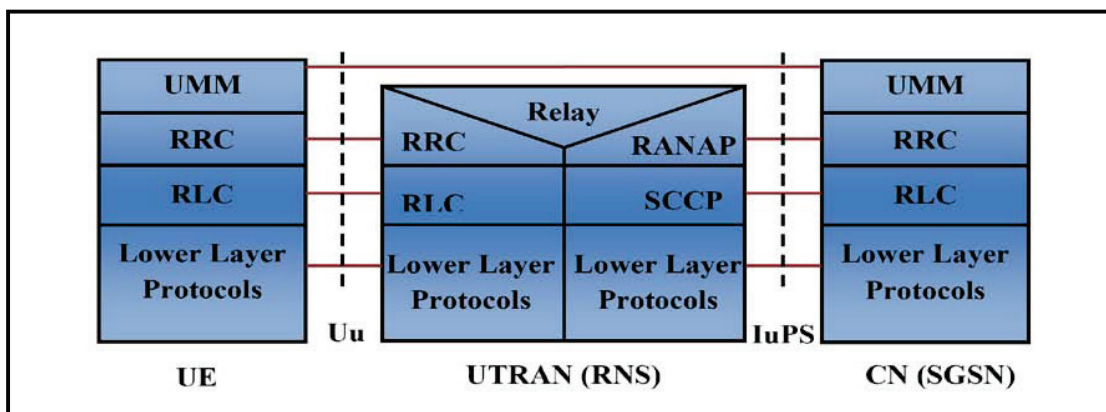 UMM
RRC
RLC
Lower Layer
Protocols
UE
Uu
Relay
RRC
RANAP
RLC
SCCP
Lower Layer
Protocols
Lower Layer
Protocols
UTRAN (RNS)
IuPS
UMM
RRC
RLC
Lower Layer
Protocols
CN (SGSN)